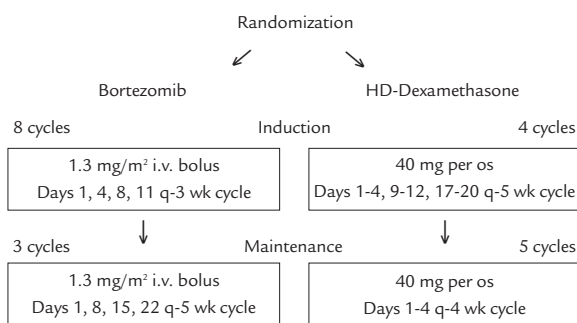 Randomization
Bortezomib HD-Dexamethasone
8 cycles Induction 4 cycles
1.3 mg/m² i.v. bolus 40 mg per os
Days 1, 4, 8, 11 q-3 wk cycle Days 1-4, 9-12, 17-20 q-5 wk cycle
3 cycles Maintenance 5 cycles
1.3 mg/m² i.v. bolus 40 mg per os
Days 1, 8, 15, 22 q-5 wk cycle Days 1-4 q-4 wk cycle